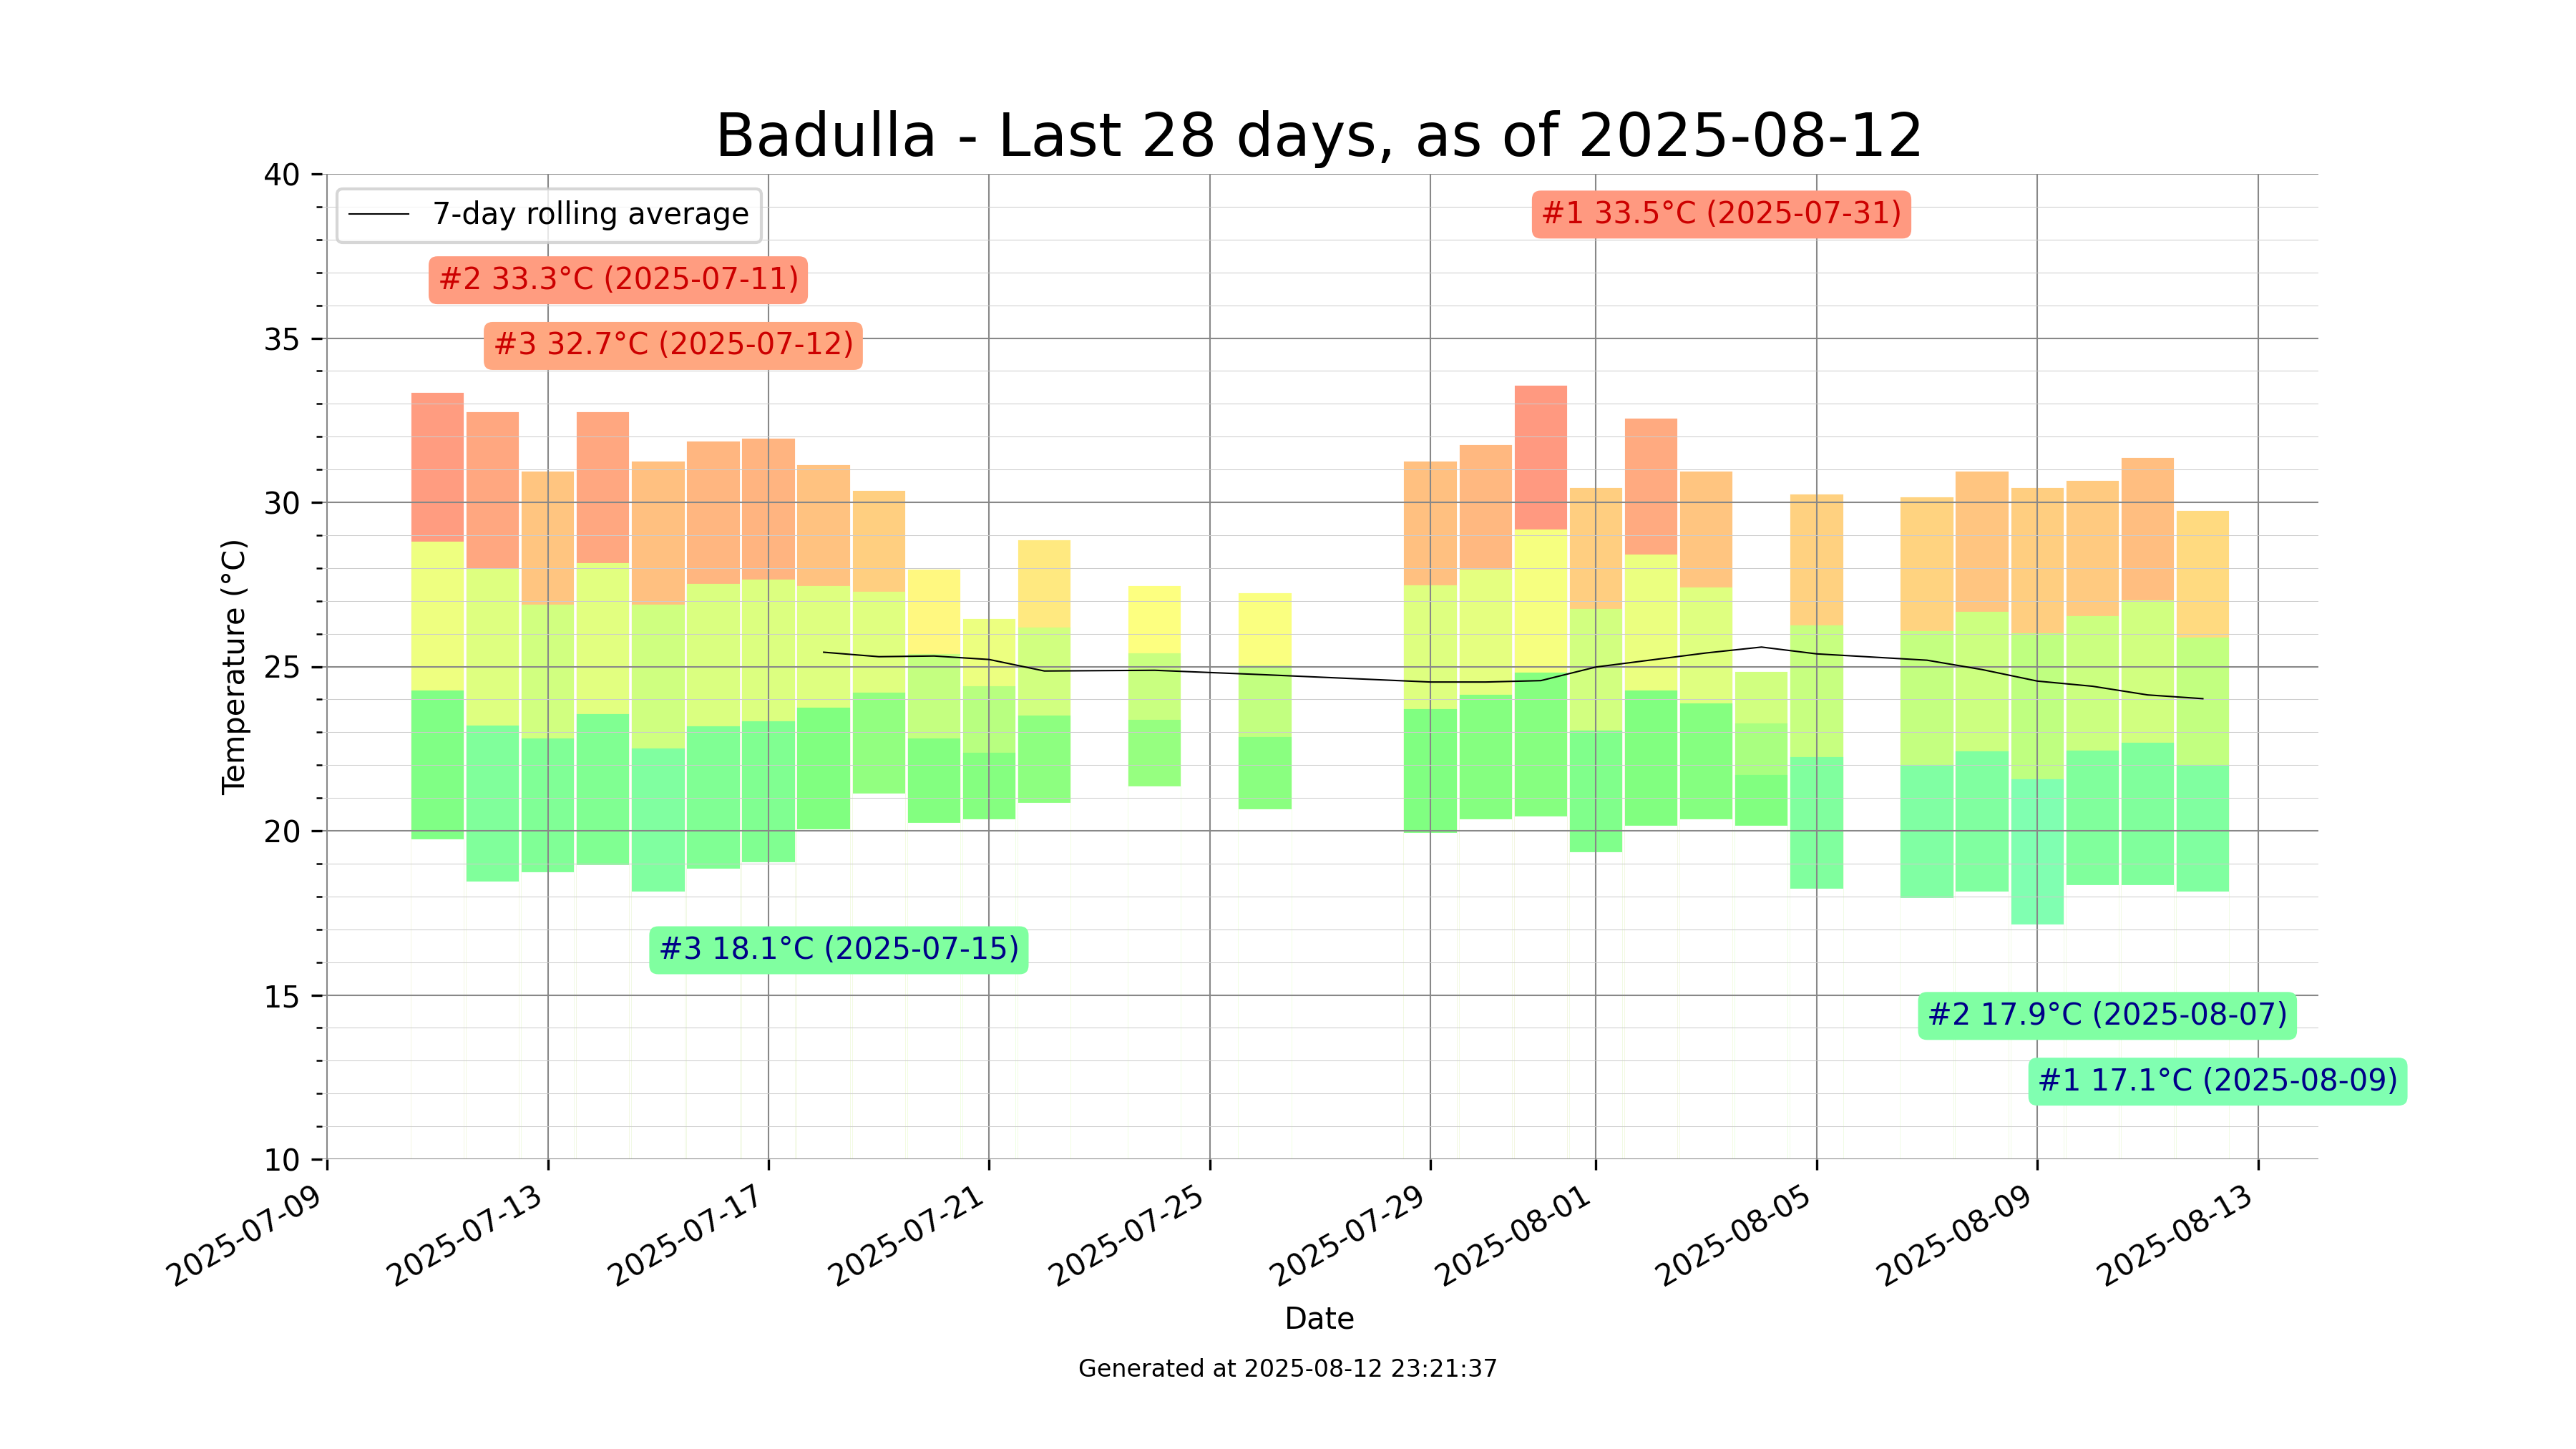 Badulla - Last 28 days, as of 2025-08-12
40
7-day rolling average
#1 33.5°C (2025-07-31)
#2 33.3°C (2025-07-11)
#3 32.7°C (2025-07-12)
35
30
25
20
15
10
Temperature (°C)
#3 18.1°C (2025-07-15)
#2 17.9°C (2025-08-07)
#1 17.1°C (2025-08-09)
2025-07-09
2025-07-13
2025-07-17
2025-07-21
2025-07-25
2025-07-29
2025-08-01
2025-08-05
2025-08-09
2025-08-13
Date
Generated at 2025-08-12 23:21:37